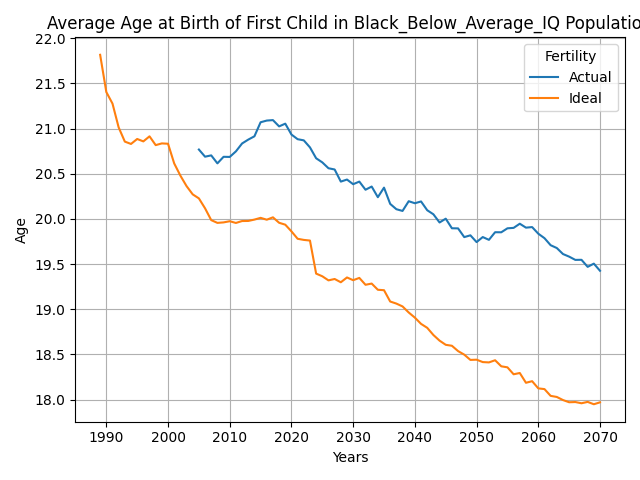 Average Age at Birth of First Child in Black_Below_Average_IQ Populatio
22.0
21.5
21.0
20.5
20.0
19.5
19.0
18.5
18.0
Age
Fertility
Actual
Ideal
1990 2000 2010 2020 2030 2040 2050 2060 2070
Years